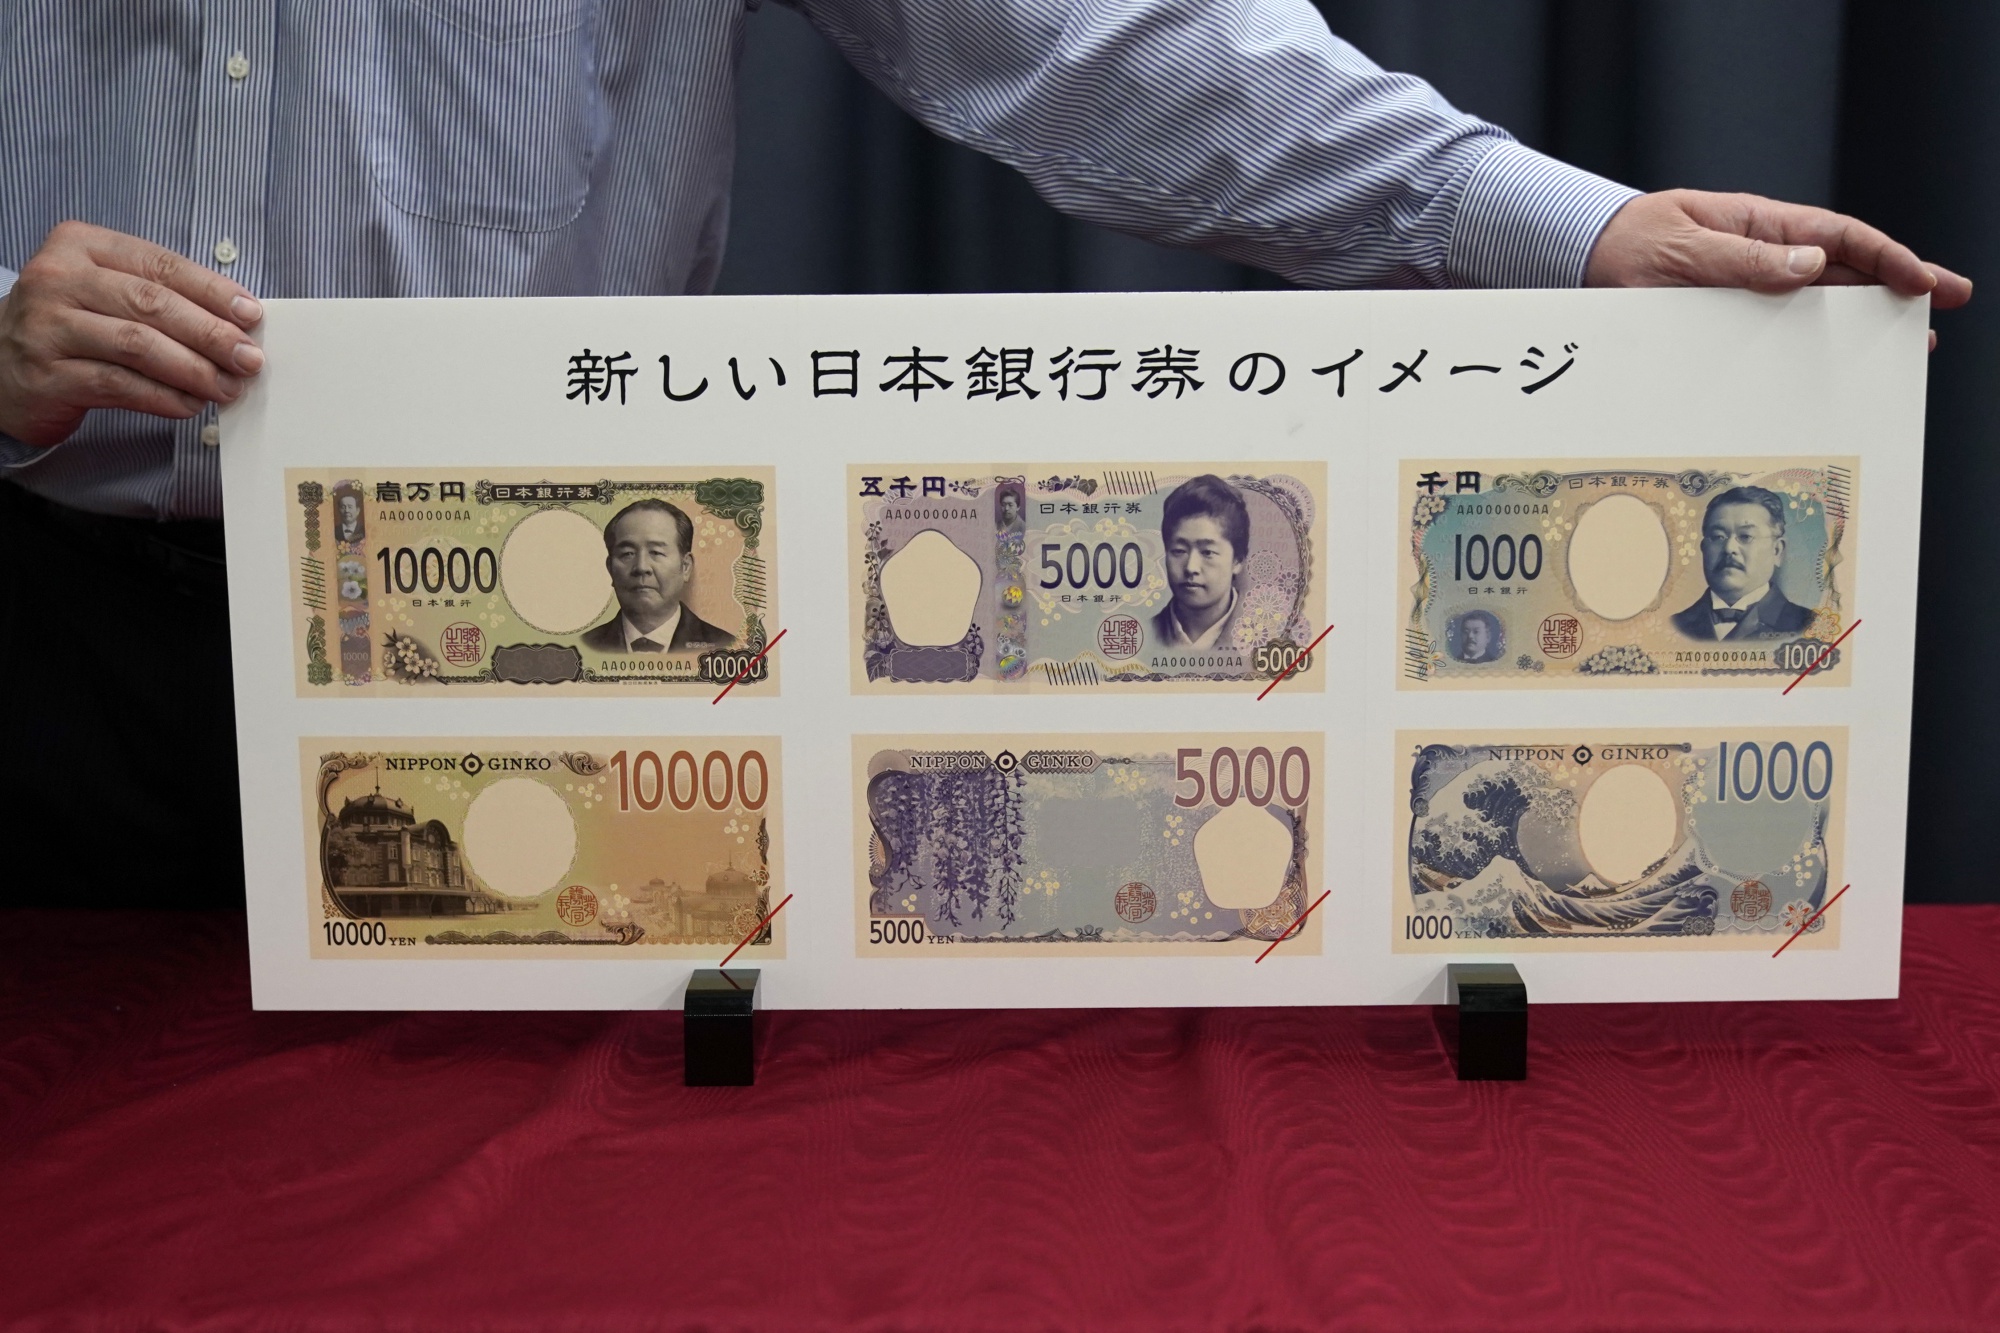 新しい日本銀行券のイメージ
壱万円 日本銀行券
AA000000AA
10000
日本銀行
10000
AA000000AA 10000
五千円
AA000000AA 日本銀行券
5000
日本銀行
AA000000AA 5000
千円 日本銀行券
AA000000AA
1000
日本銀行
AA000000AA 1000
NIPPON GINKO 10000
10000 YEN
NIPPON GINKO 5000
5000 YEN
NIPPON GINKO 1000
1000 YEN